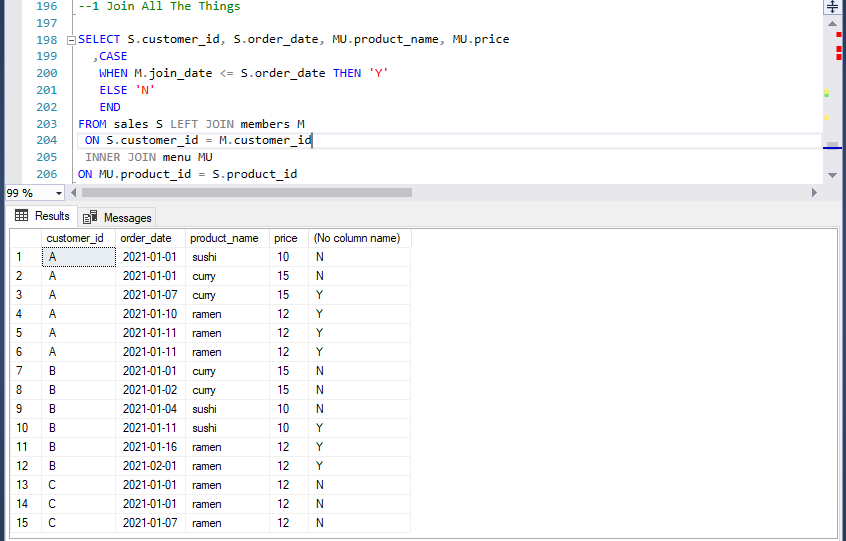 196 --1 Join All The Things
197
198 SELECT S.customer_id, S.order_date, MU.product_name, MU.price
199 ,CASE
200 WHEN M.join_date <= S.order_date THEN 'Y'
201 ELSE 'N'
202 END
203 FROM sales S LEFT JOIN members M
204 ON S.customer_id = M.customer_id
205 INNER JOIN menu MU
206 ON MU.product_id = S.product_id
99 %
Results Messages
customer_id order_date product_name price (No column name)
1 A 2021-01-01 sushi 10 N
2 A 2021-01-01 curry 15 N
3 A 2021-01-07 curry 15 Y
4 A 2021-01-10 ramen 12 Y
5 A 2021-01-11 ramen 12 Y
6 A 2021-01-11 ramen 12 Y
7 B 2021-01-01 curry 15 N
8 B 2021-01-02 curry 15 N
9 B 2021-01-04 sushi 10 N
10 B 2021-01-11 sushi 10 Y
11 B 2021-01-16 ramen 12 Y
12 B 2021-02-01 ramen 12 Y
13 C 2021-01-01 ramen 12 N
14 C 2021-01-01 ramen 12 N
15 C 2021-01-07 ramen 12 N